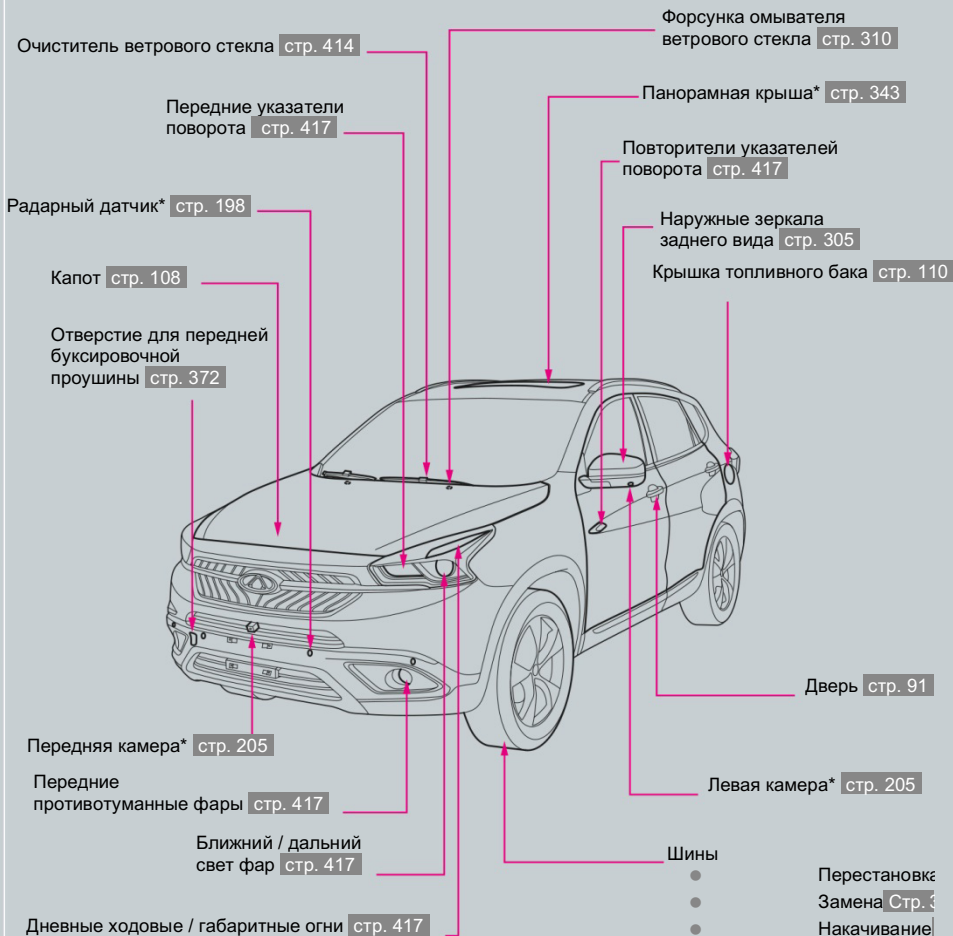 Очиститель ветрового стекла стр. 414
Форсунка омывателя
ветрового стекла стр. 310
Передние указатели
поворота стр. 417
Панорамная крыша* стр. 343
Повторители указателей
поворота стр. 417
Радарный датчик* стр. 198
Наружные зеркала
заднего вида стр. 305
Капот стр. 108
Крышка топливного бака стр. 110
Отверстие для передней
буксировочной
проушины стр. 372
Дверь стр. 91
Передняя камера* стр. 205
Передние
противотуманные фары стр. 417
Левая камера* стр. 205
Ближний / дальний
свет фар стр. 417
Шины
Перестановка
Замена Стр.
Дневные ходовые / габаритные огни стр. 417
Накачивание